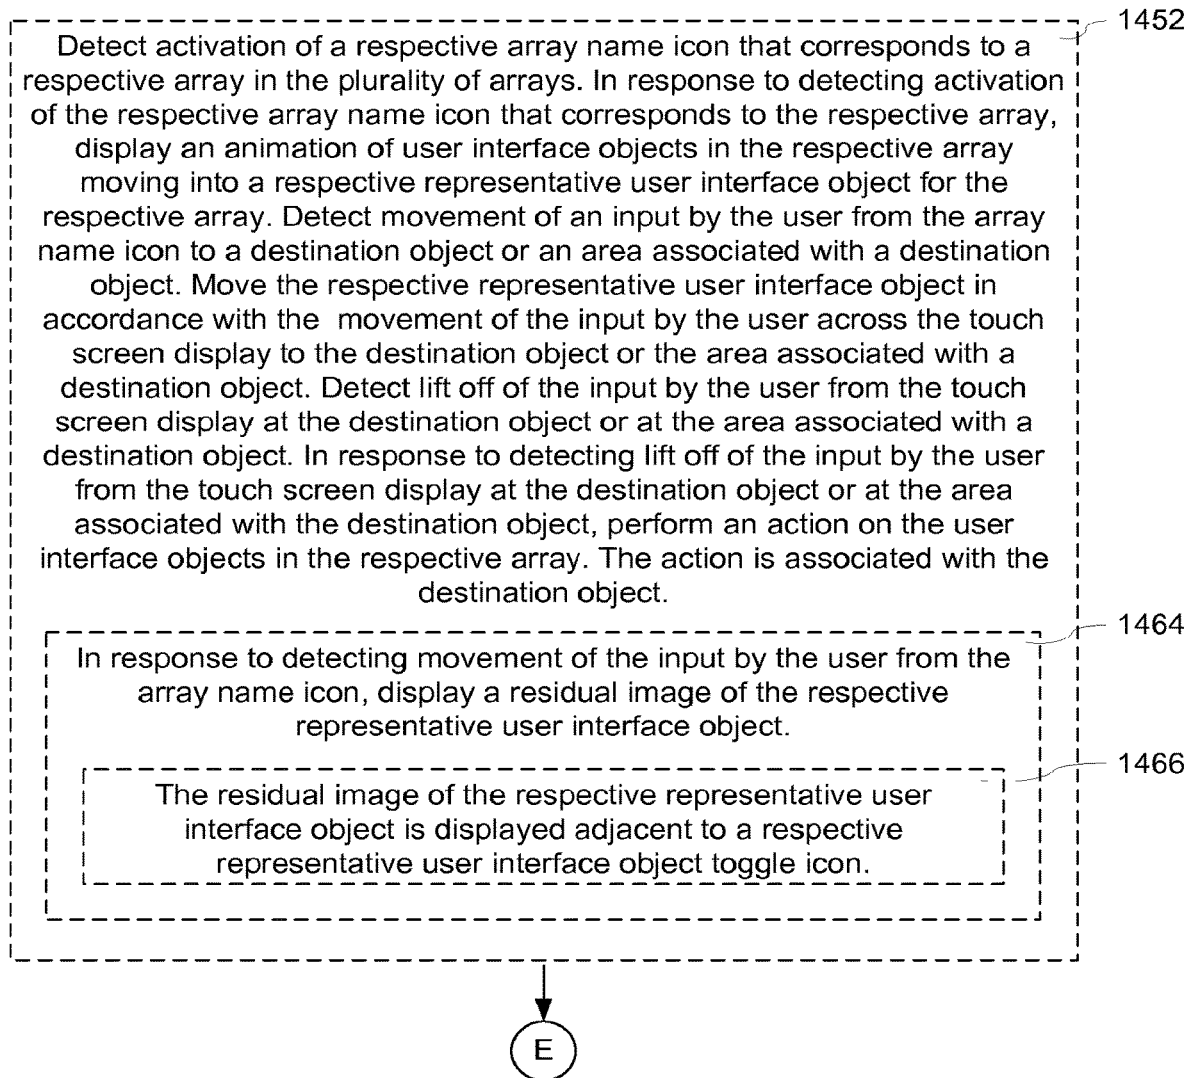 1452
Detect activation of a respective array name icon that corresponds to a
respective array in the plurality of arrays. In response to detecting activation
of the respective array name icon that corresponds to the respective array,
display an animation of user interface objects in the respective array
moving into a respective representative user interface object for the
respective array. Detect movement of an input by the user from the array
name icon to a destination object or an area associated with a destination
object. Move the respective representative user interface object in
accordance with the movement of the input by the user across the touch
screen display to the destination object or the area associated with a
destination object. Detect lift off of the input by the user from the touch
screen display at the destination object or at the area associated with a
destination object. In response to detecting lift off of the input by the user
from the touch screen display at the destination object or at the area
associated with the destination object, perform an action on the user
interface objects in the respective array. The action is associated with the
destination object.
1464
In response to detecting movement of the input by the user from the
array name icon, display a residual image of the respective
representative user interface object.
1466
The residual image of the respective representative user
interface object is displayed adjacent to a respective
representative user interface object toggle icon.
E